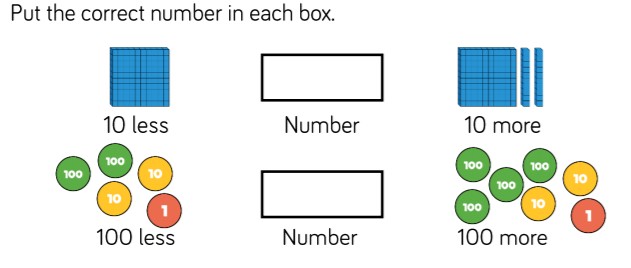 Put the correct number in each box.
10 less Number 10 more
100 100 10 10 1
100 100 100 100 10 10 1
100 less Number 100 more